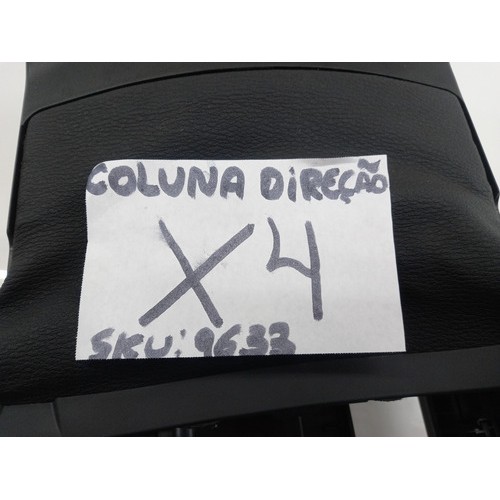 COLUNA DIREÇÃO
X4
SKU: 9633